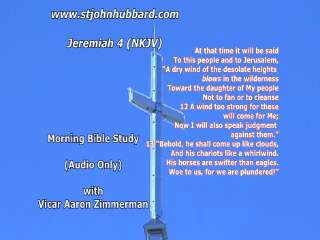 www.stjohnhubbard.com
Jeremiah 4 (NKJV)
At that time it will be said
To this people and to Jerusalem,
"A dry wind of the desolate heights
blows in the wilderness
Toward the daughter of My people
Not to fan or to cleanse
12 A wind too strong for these
will come for Me;
Now I will also speak judgment
against them."
13 "Behold, he shall come up like clouds,
And his chariots like a whirlwind.
His horses are swifter than eagles.
Woe to us, for we are plundered!"
Morning Bible Study
(Audio Only)
with
Vicar Aaron Zimmerman